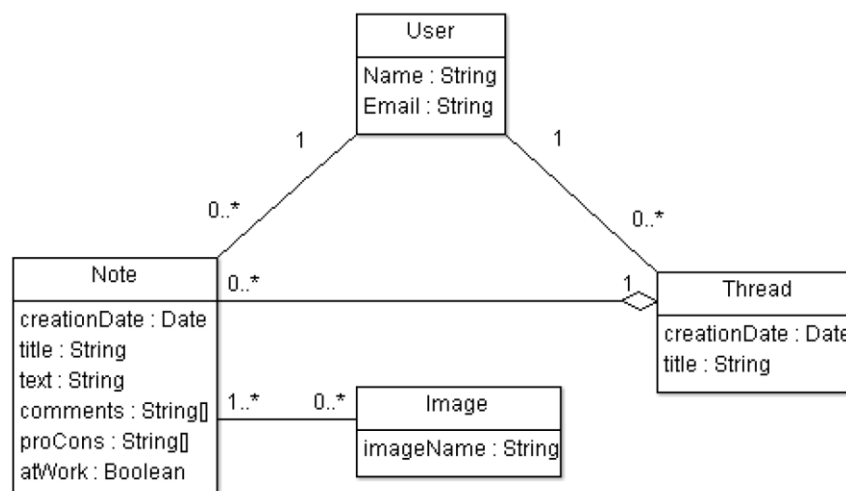 User
Name : String
Email : String
1
1
0..*
0..*
Note
creationDate : Date
title : String
text : String
comments : String[]
proCons : String[]
atWork : Boolean
0..*
1
Thread
creationDate : Date
title : String
1..*
0..*
Image
imageName : String